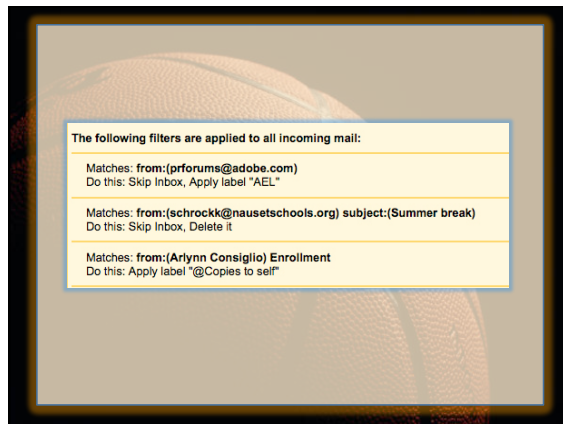 The following filters are applied to all incoming mail:
Matches: from:(prforums@adobe.com)
Do this: Skip Inbox, Apply label "AEL"
Matches: from:(schrockk@nausetschools.org) subject:(Summer break)
Do this: Skip Inbox, Delete it
Matches: from:(Arlynn Consiglio) Enrollment
Do this: Apply label "@Copies to self"